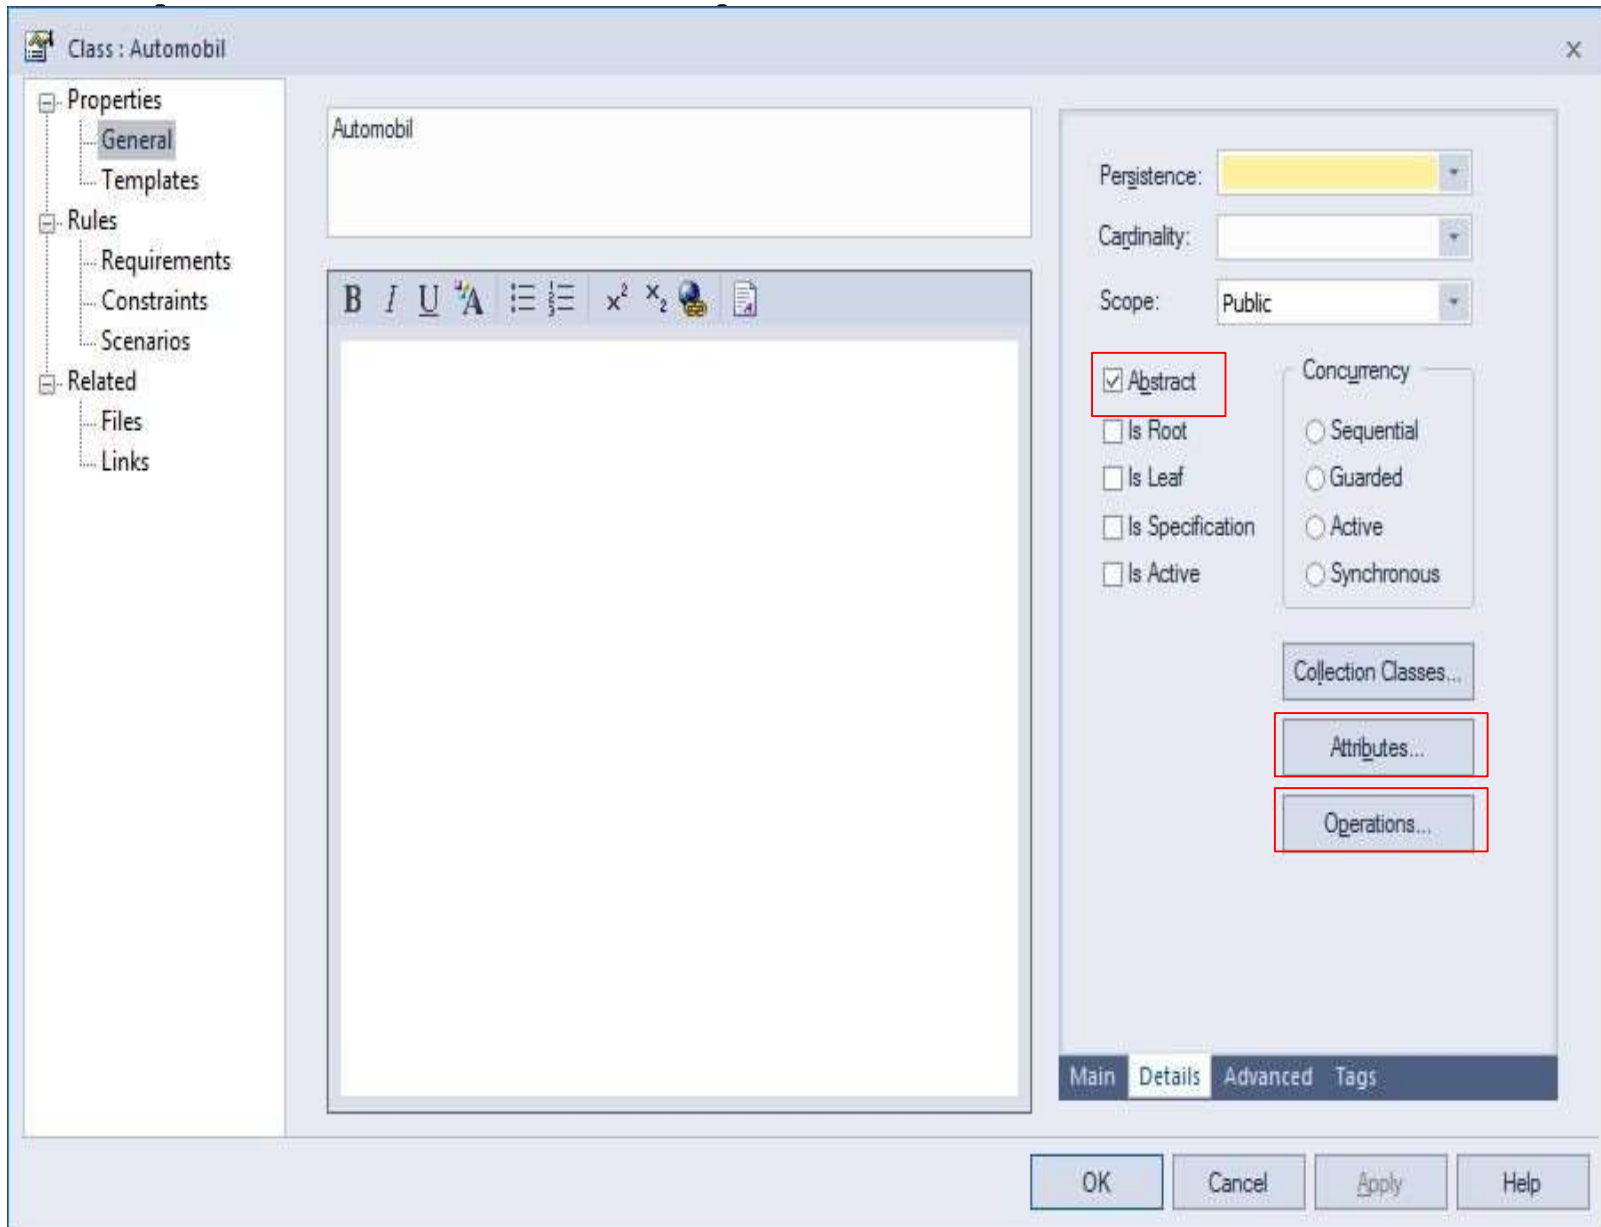 Class : Automobil
Properties
General
Templates
Rules
Requirements
Constraints
Scenarios
Related
Files
Links
Automobil
B I U A x² x₂
Persistence:
Cardinality:
Scope: Public
Abstract
Is Root
Is Leaf
Is Specification
Is Active
Concurrency
Sequential
Guarded
Active
Synchronous
Collection Classes...
Attributes...
Operations...
Main Details Advanced Tags
OK Cancel Apply Help